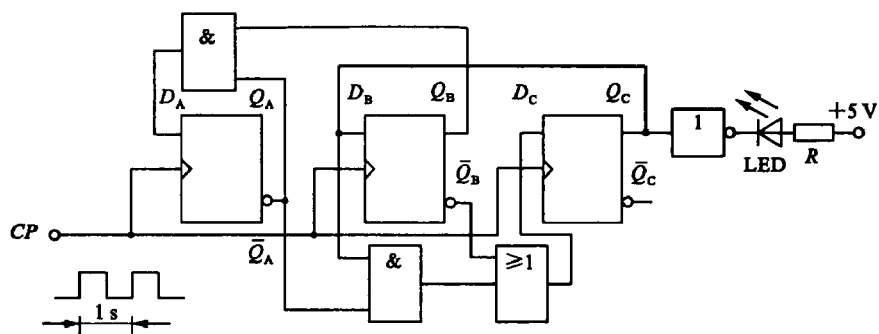 &
D_A
Q_A
D_B
Q_B
D_C
Q_C
1
+5 V
LED
R
Q̄_B
Q̄_C
CP
Q̄_A
&
≥1
1 s